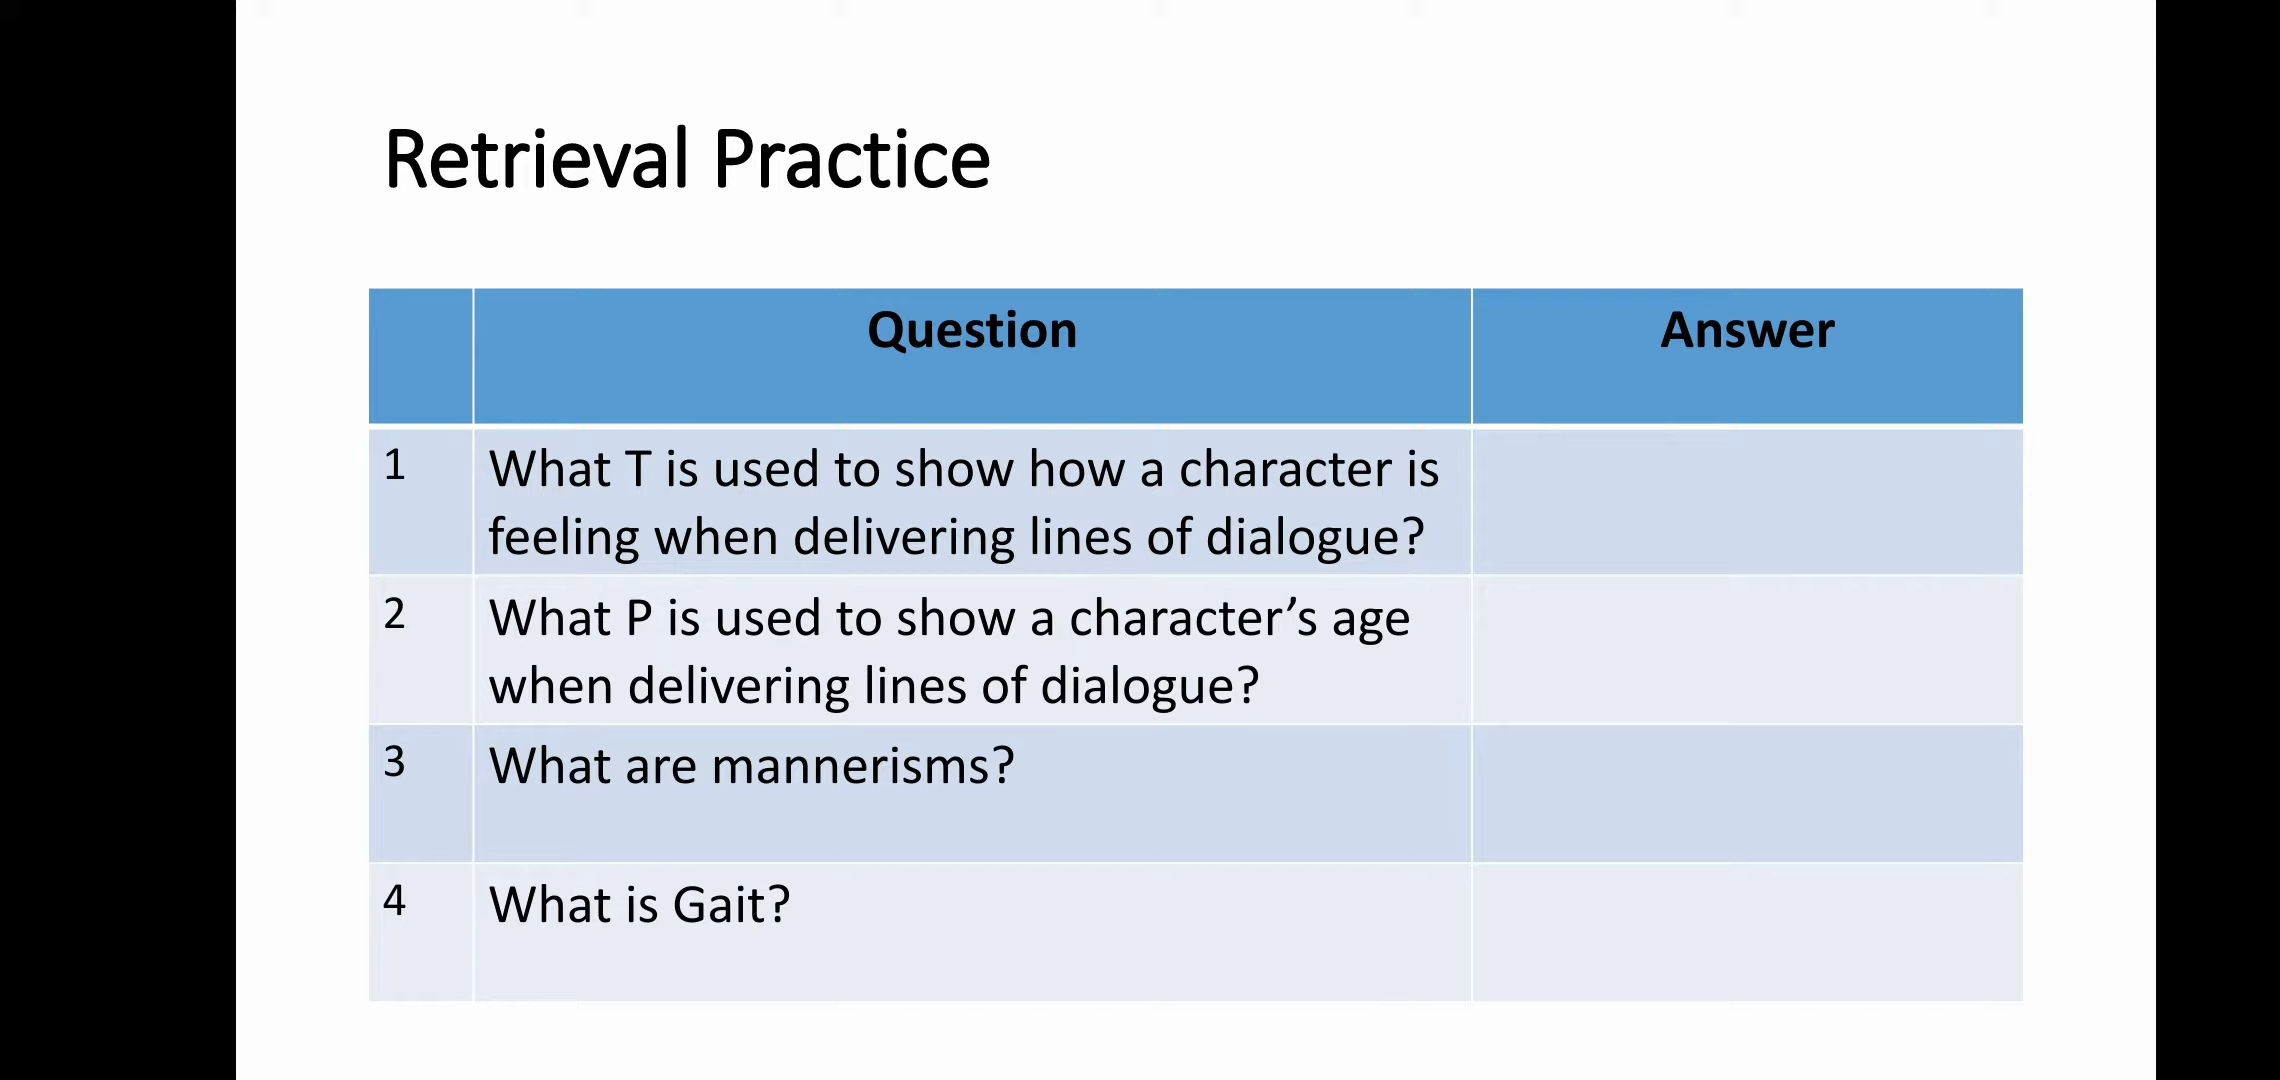 Retrieval Practice
Question
Answer
1
What T is used to show how a character is
feeling when delivering lines of dialogue?
2
What P is used to show a character’s age
when delivering lines of dialogue?
3
What are mannerisms?
4
What is Gait?